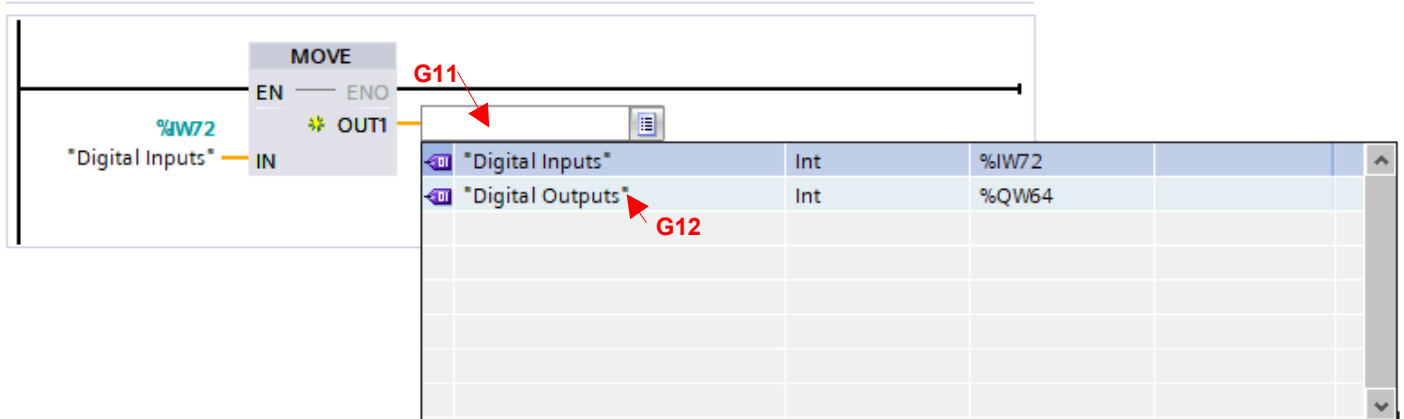 MOVE
G11
EN ENO
%IW72
OUT1
"Digital Inputs" IN
"Digital Inputs" Int %IW72
"Digital Outputs" Int %QW64
G12